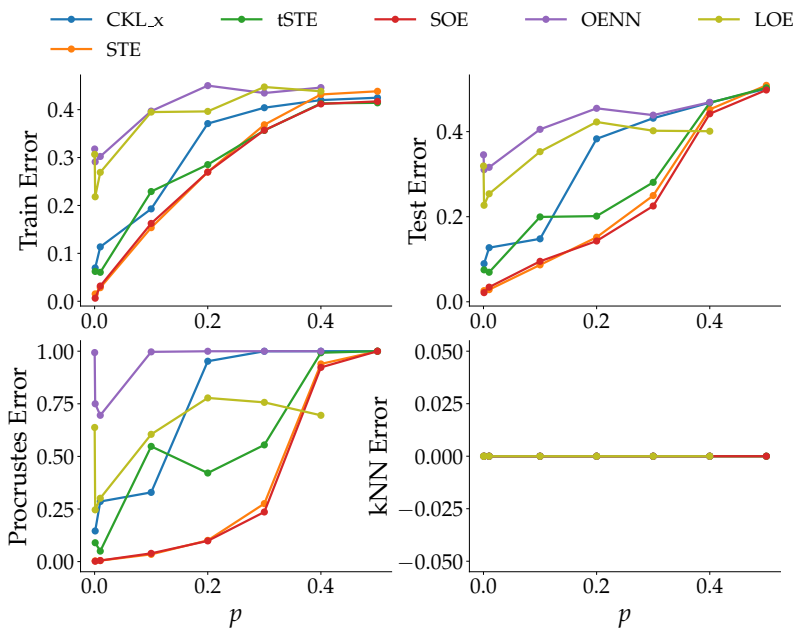 CKL_x tSTE SOE OENN LOE
STE
Train Error
0.4
0.3
0.2
0.1
0.0
0.0 0.2 0.4
Test Error
0.4
0.2
0.0
0.0 0.2 0.4
Procrustes Error
1.00
0.75
0.50
0.25
0.00
0.0 0.2 0.4
p
kNN Error
0.050
0.025
0.000
−0.025
−0.050
0.0 0.2 0.4
p